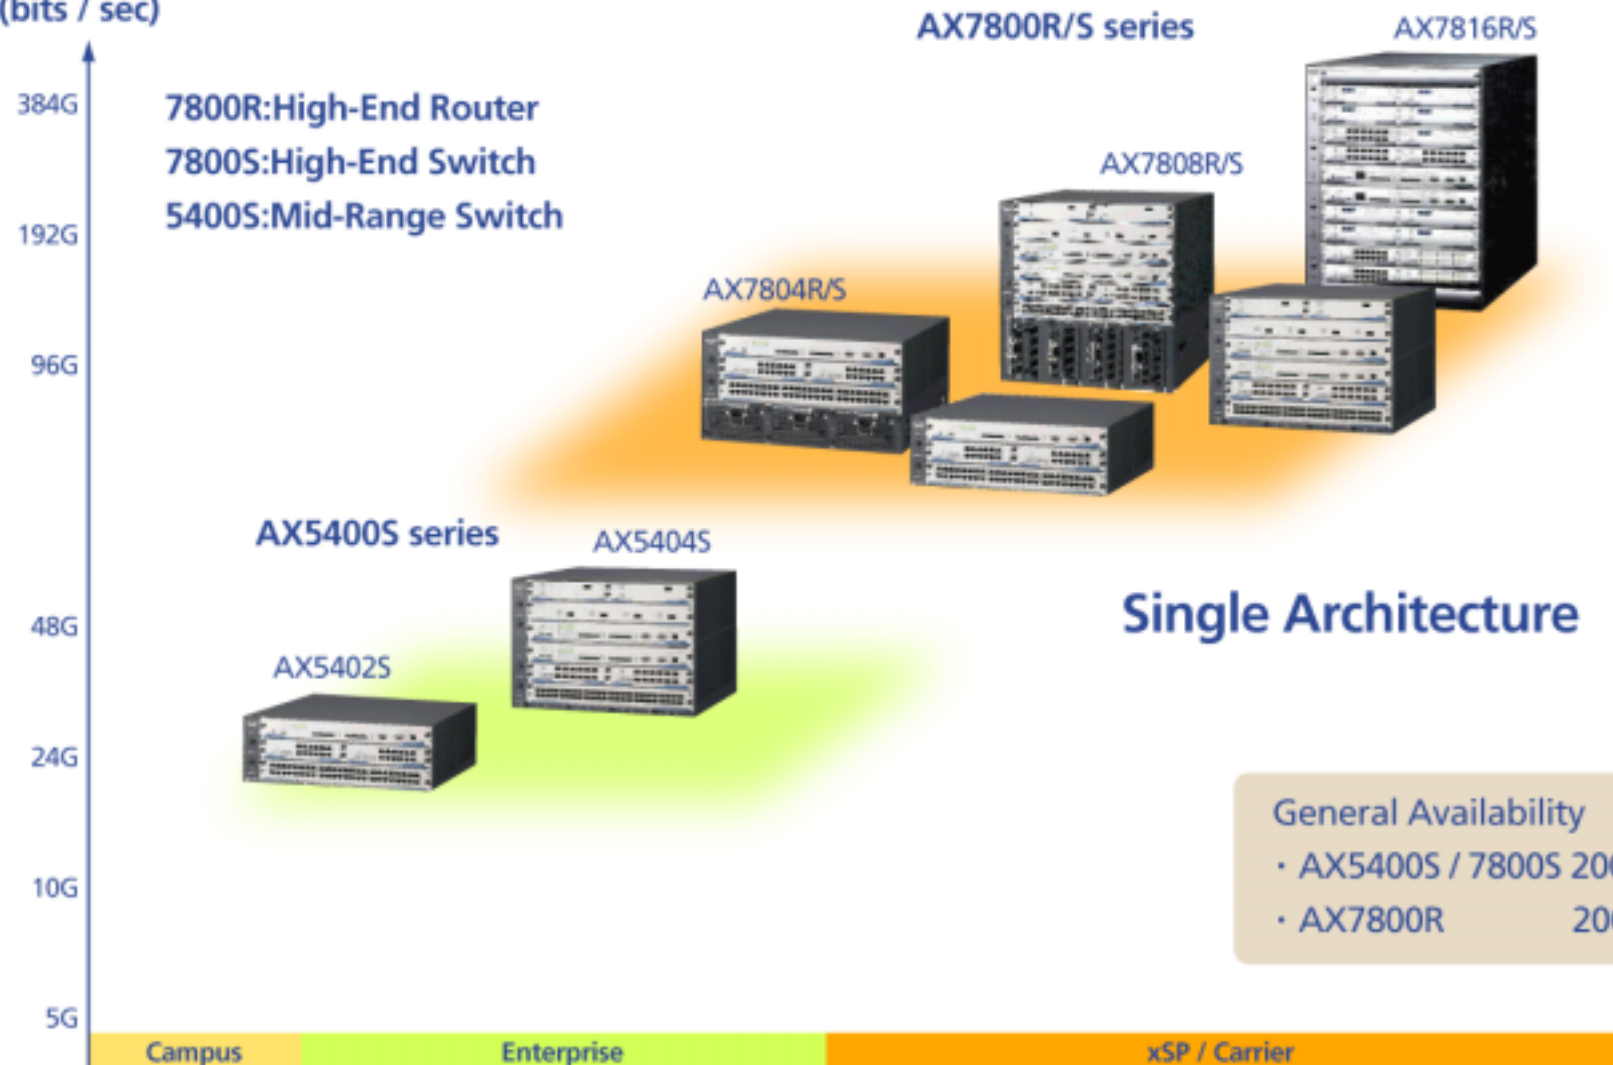 (bits / sec)
AX7800R/S series
AX7816R/S
384G
7800R:High-End Router
7800S:High-End Switch
AX7808R/S
5400S:Mid-Range Switch
192G
AX7804R/S
96G
AX5400S series
AX5404S
Single Architecture
48G
AX5402S
24G
General Availability
· AX5400S / 7800S 200
10G
· AX7800R 200
5G
Campus
Enterprise
xSP / Carrier